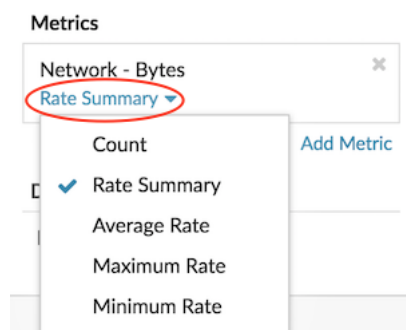 Metrics
Network - Bytes
Rate Summary
Count
Add Metric
Rate Summary
Average Rate
Maximum Rate
Minimum Rate